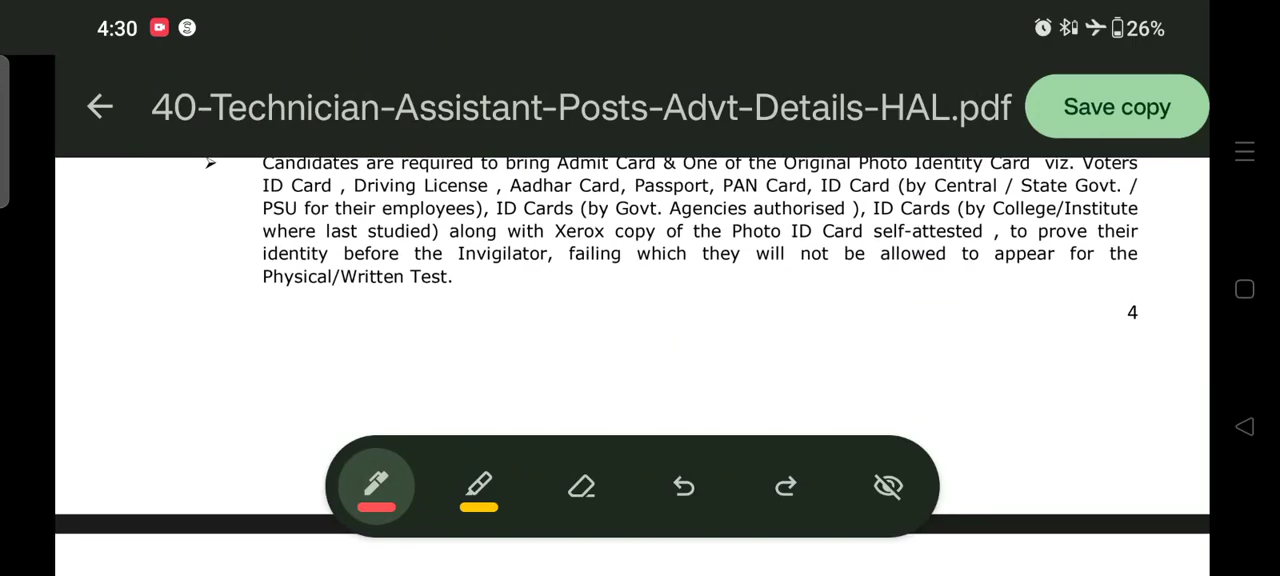 4:30
26%
40-Technician-Assistant-Posts-Advt-Details-HAL.pdf
Save copy
Candidates are required to bring Admit Card & One of the Original Photo Identity Card viz. Voters
ID Card , Driving License , Aadhar Card, Passport, PAN Card, ID Card (by Central / State Govt. /
PSU for their employees), ID Cards (by Govt. Agencies authorised ), ID Cards (by College/Institute
where last studied) along with Xerox copy of the Photo ID Card self-attested , to prove their
identity before the Invigilator, failing which they will not be allowed to appear for the
Physical/Written Test.
4